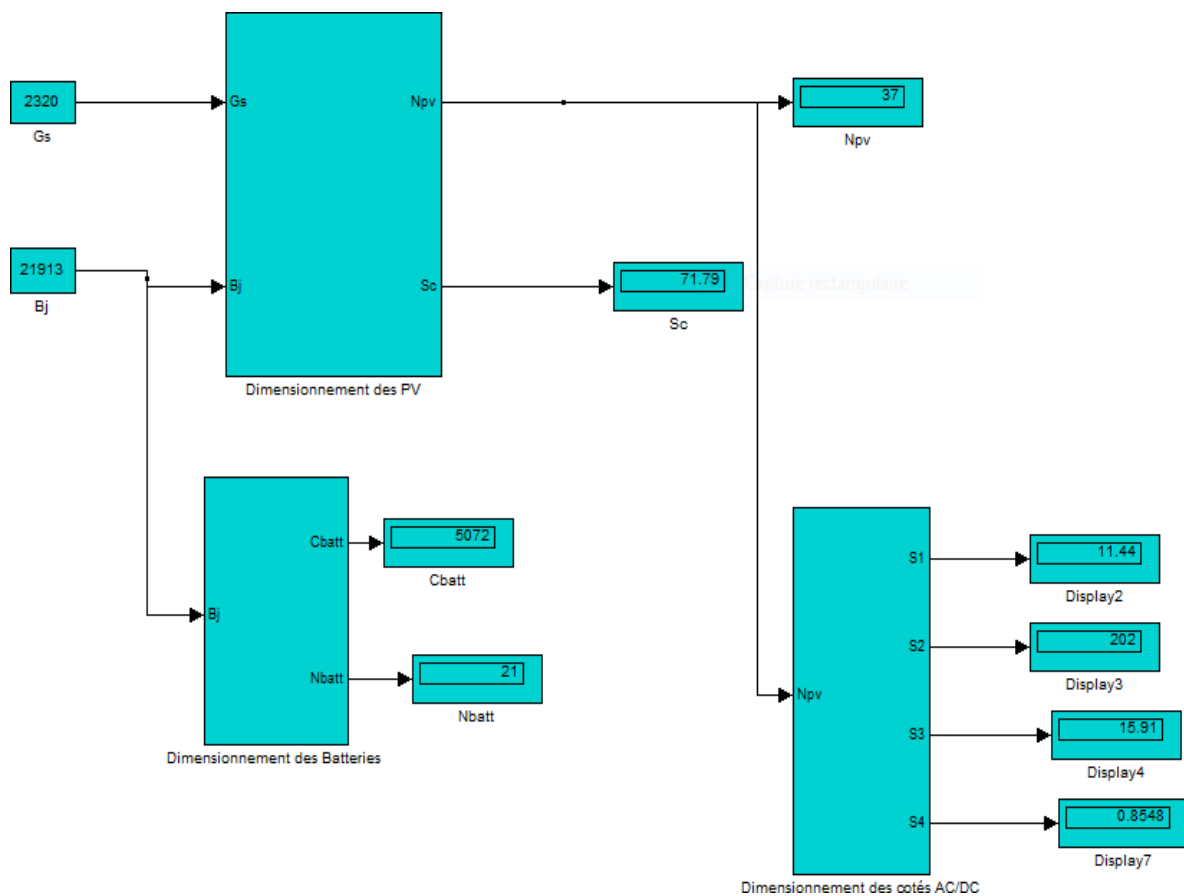 2320
Gs
Gs
Npv
37
Npv
21913
Bj
Bj
Sc
71.79
Sc
Capture rectangulaire
Dimensionnement des PV
Bj
Cbatt
5072
Cbatt
Nbatt
21
Nbatt
Dimensionnement des Batteries
Npv
S1
11.44
Display2
S2
202
Display3
S3
15.91
Display4
S4
0.8548
Display7
Dimensionnement des cotés AC/DC